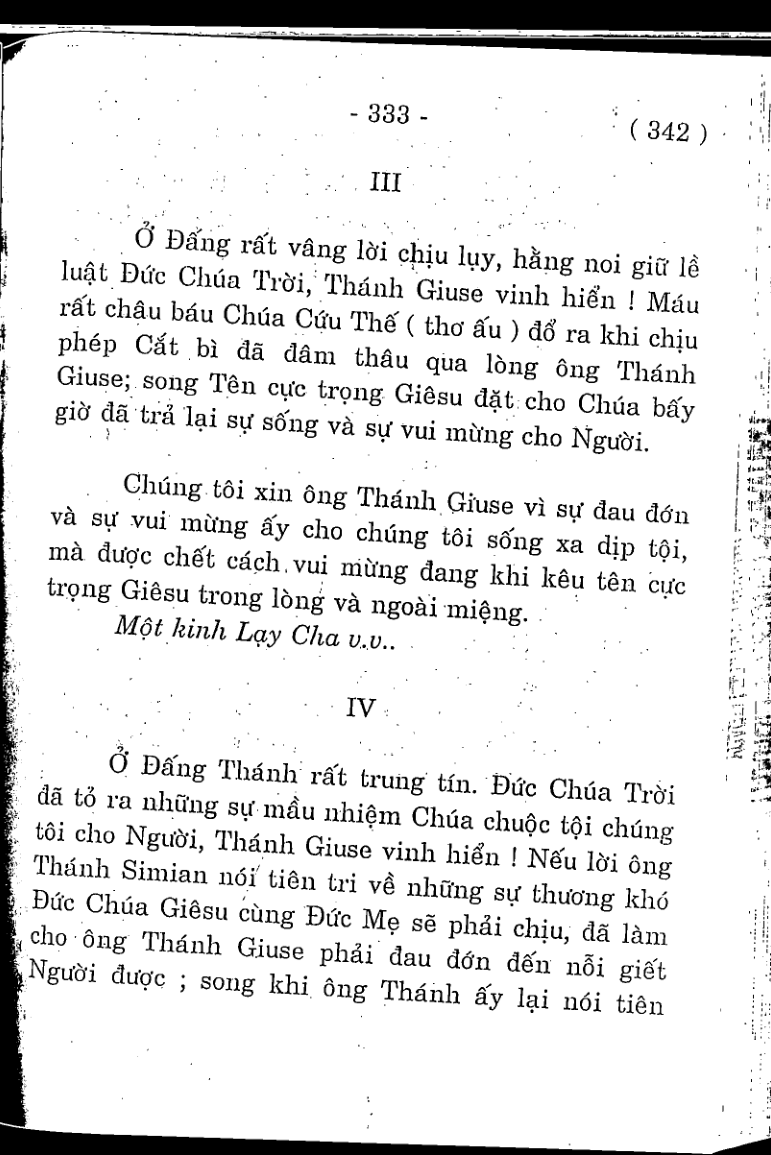 - 333 -
( 342 )
III
Ở Đấng rất vâng lời chịu lụy, hằng noi giữ lề
luật Đức Chúa Trời, Thánh Giuse vinh hiển ! Máu
rất châu báu Chúa Cứu Thế ( thơ ấu ) đổ ra khi chịu
phép Cắt bì đã đâm thâu qua lòng ông Thánh
Giuse; song Tên cực trọng Giêsu đặt cho Chúa bấy
giờ đã trả lại sự sống và sự vui mừng cho Người.
Chúng tôi xin ông Thánh Giuse vì sự đau đớn
và sự vui mừng ấy cho chúng tôi sống xa dịp tội,
mà được chết cách vui mừng đang khi kêu tên cực
trọng Giêsu trong lòng và ngoài miệng.
Một kinh Lạy Cha v.v..
IV
Ở Đấng Thánh rất trung tín. Đức Chúa Trời
đã tỏ ra những sự mầu nhiệm Chúa chuộc tội chúng
tôi cho Người, Thánh Giuse vinh hiển ! Nếu lời ông
Thánh Simian nói tiên tri về những sự thương khó
Đức Chúa Giêsu cùng Đức Mẹ sẽ phải chịu, đã làm
cho ông Thánh Giuse phải đau đớn đến nỗi giết
Người được ; song khi ông Thánh ấy lại nói tiên